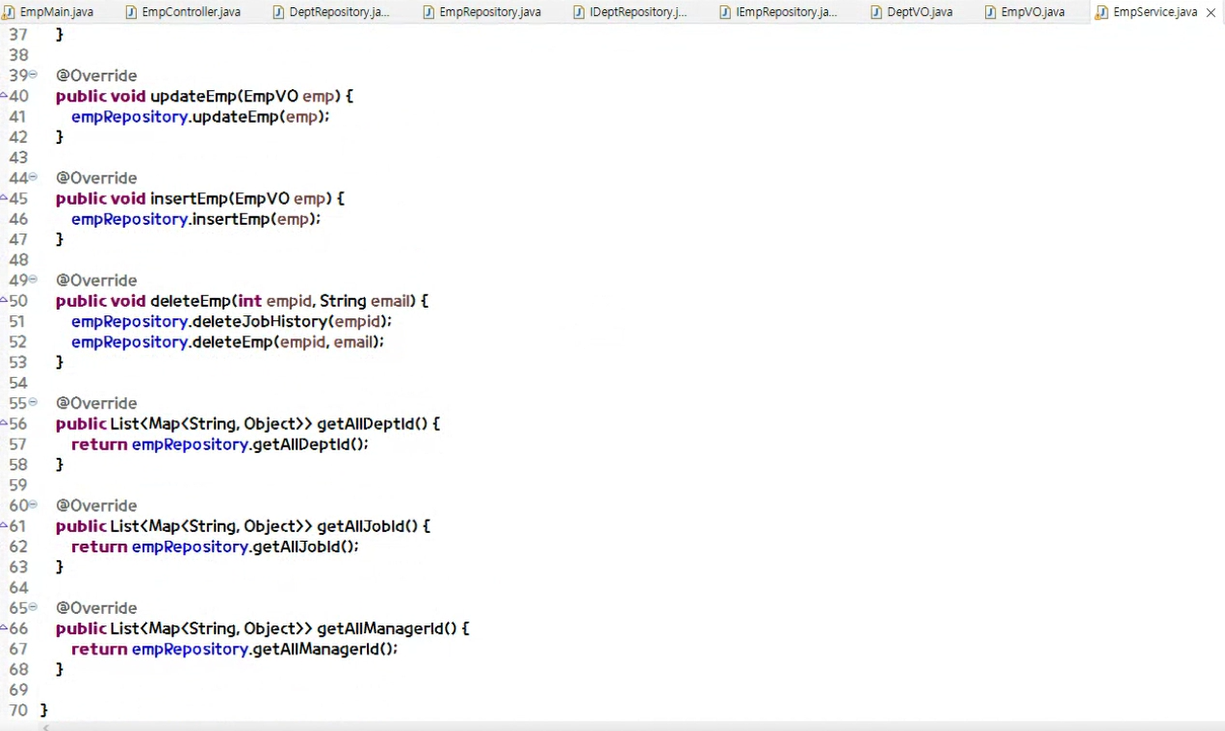 EmpMain.java EmpController.java DeptRepository.ja... EmpRepository.java IDeptRepository.j... IEmpRepository.ja... DeptVO.java EmpVO.java EmpService.java
37 }
38
39 @Override
40 public void updateEmp(EmpVO emp) {
41 empRepository.updateEmp(emp);
42 }
43
44 @Override
45 public void insertEmp(EmpVO emp) {
46 empRepository.insertEmp(emp);
47 }
48
49 @Override
50 public void deleteEmp(int empid, String email) {
51 empRepository.deleteJobHistory(empid);
52 empRepository.deleteEmp(empid, email);
53 }
54
55 @Override
56 public List<Map<String, Object>> getAllDeptId() {
57 return empRepository.getAllDeptId();
58 }
59
60 @Override
61 public List<Map<String, Object>> getAllJobId() {
62 return empRepository.getAllJobId();
63 }
64
65 @Override
66 public List<Map<String, Object>> getAllManagerId() {
67 return empRepository.getAllManagerId();
68 }
69
70 }